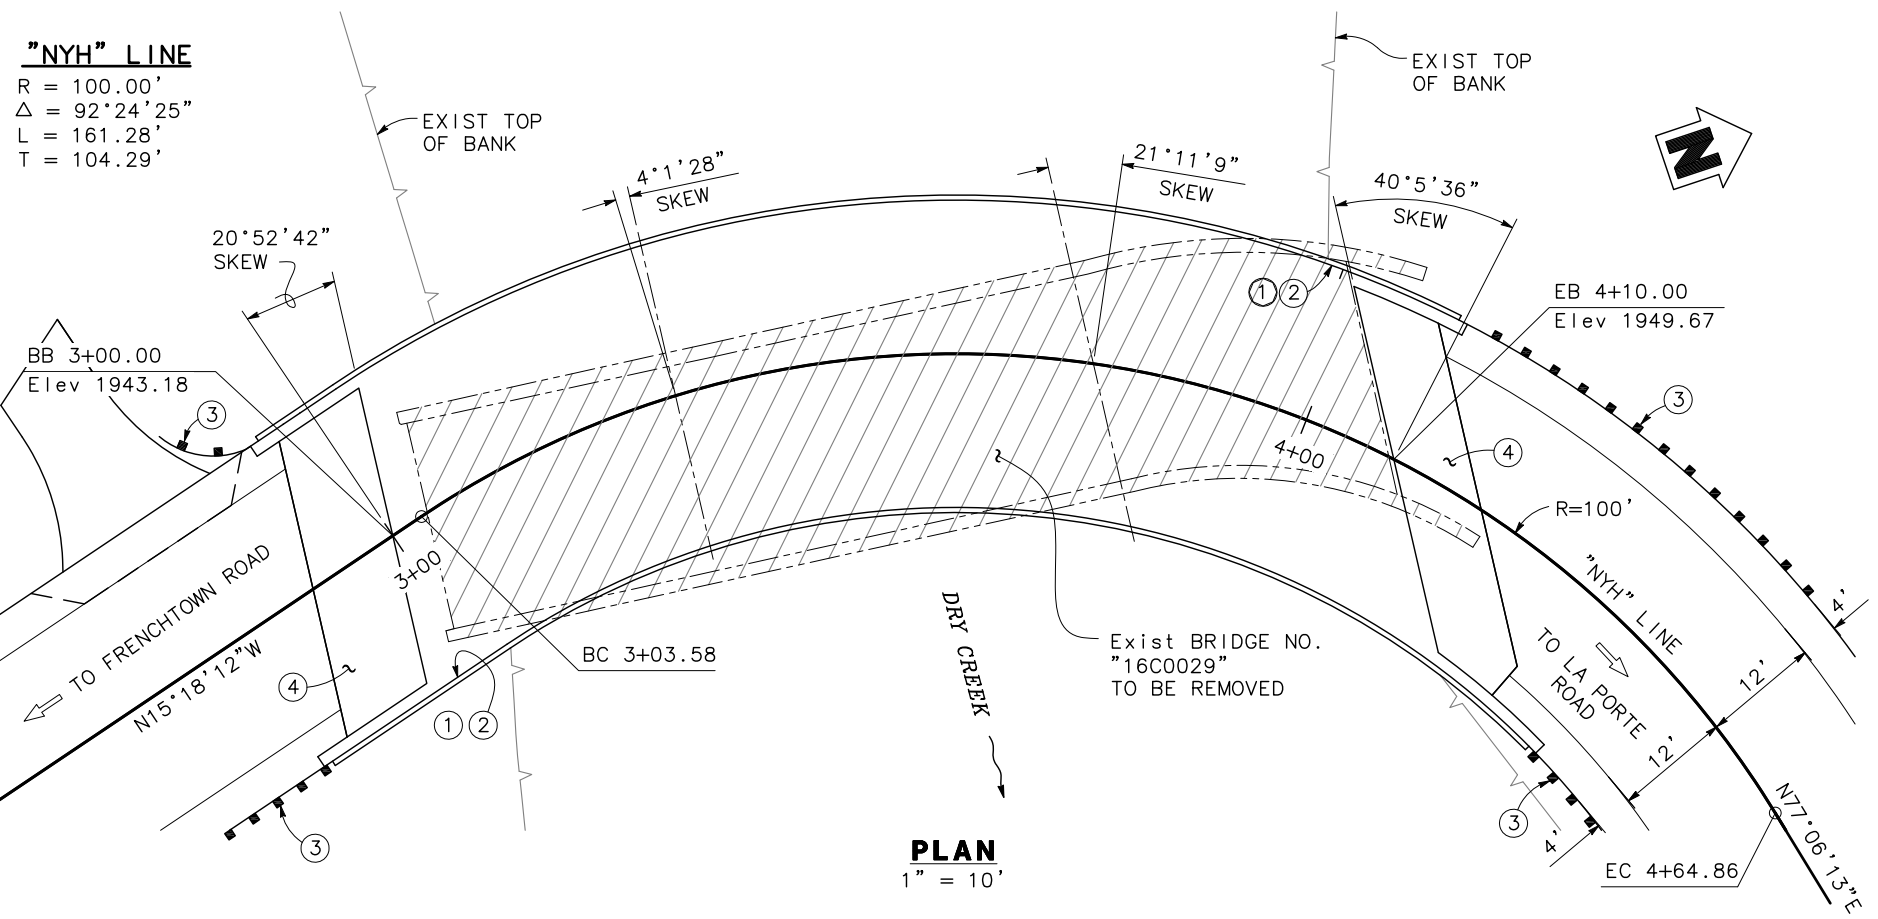 "NYH" LINE
R = 100.00'
Δ = 92°24'25"
L = 161.28'
T = 104.29'
EXIST TOP
OF BANK
EXIST TOP
OF BANK
N
4°1'28"
SKEW
21°11'9"
SKEW
40°5'36"
SKEW
20°52'42"
SKEW
BB 3+00.00
Elev 1943.18
3
1 2
EB 4+10.00
Elev 1949.67
3
4+00
4
R=100'
3+00
TO FRENCHTOWN ROAD
N15°18'12"W
4
BC 3+03.58
1 2
DRY CREEK
Exist BRIDGE NO.
"16C0029"
TO BE REMOVED
"NYH" LINE
TO LA PORTE
ROAD
4'
12'
12'
3
3
4'
N77°06'13"E
EC 4+64.86
PLAN
1" = 10'